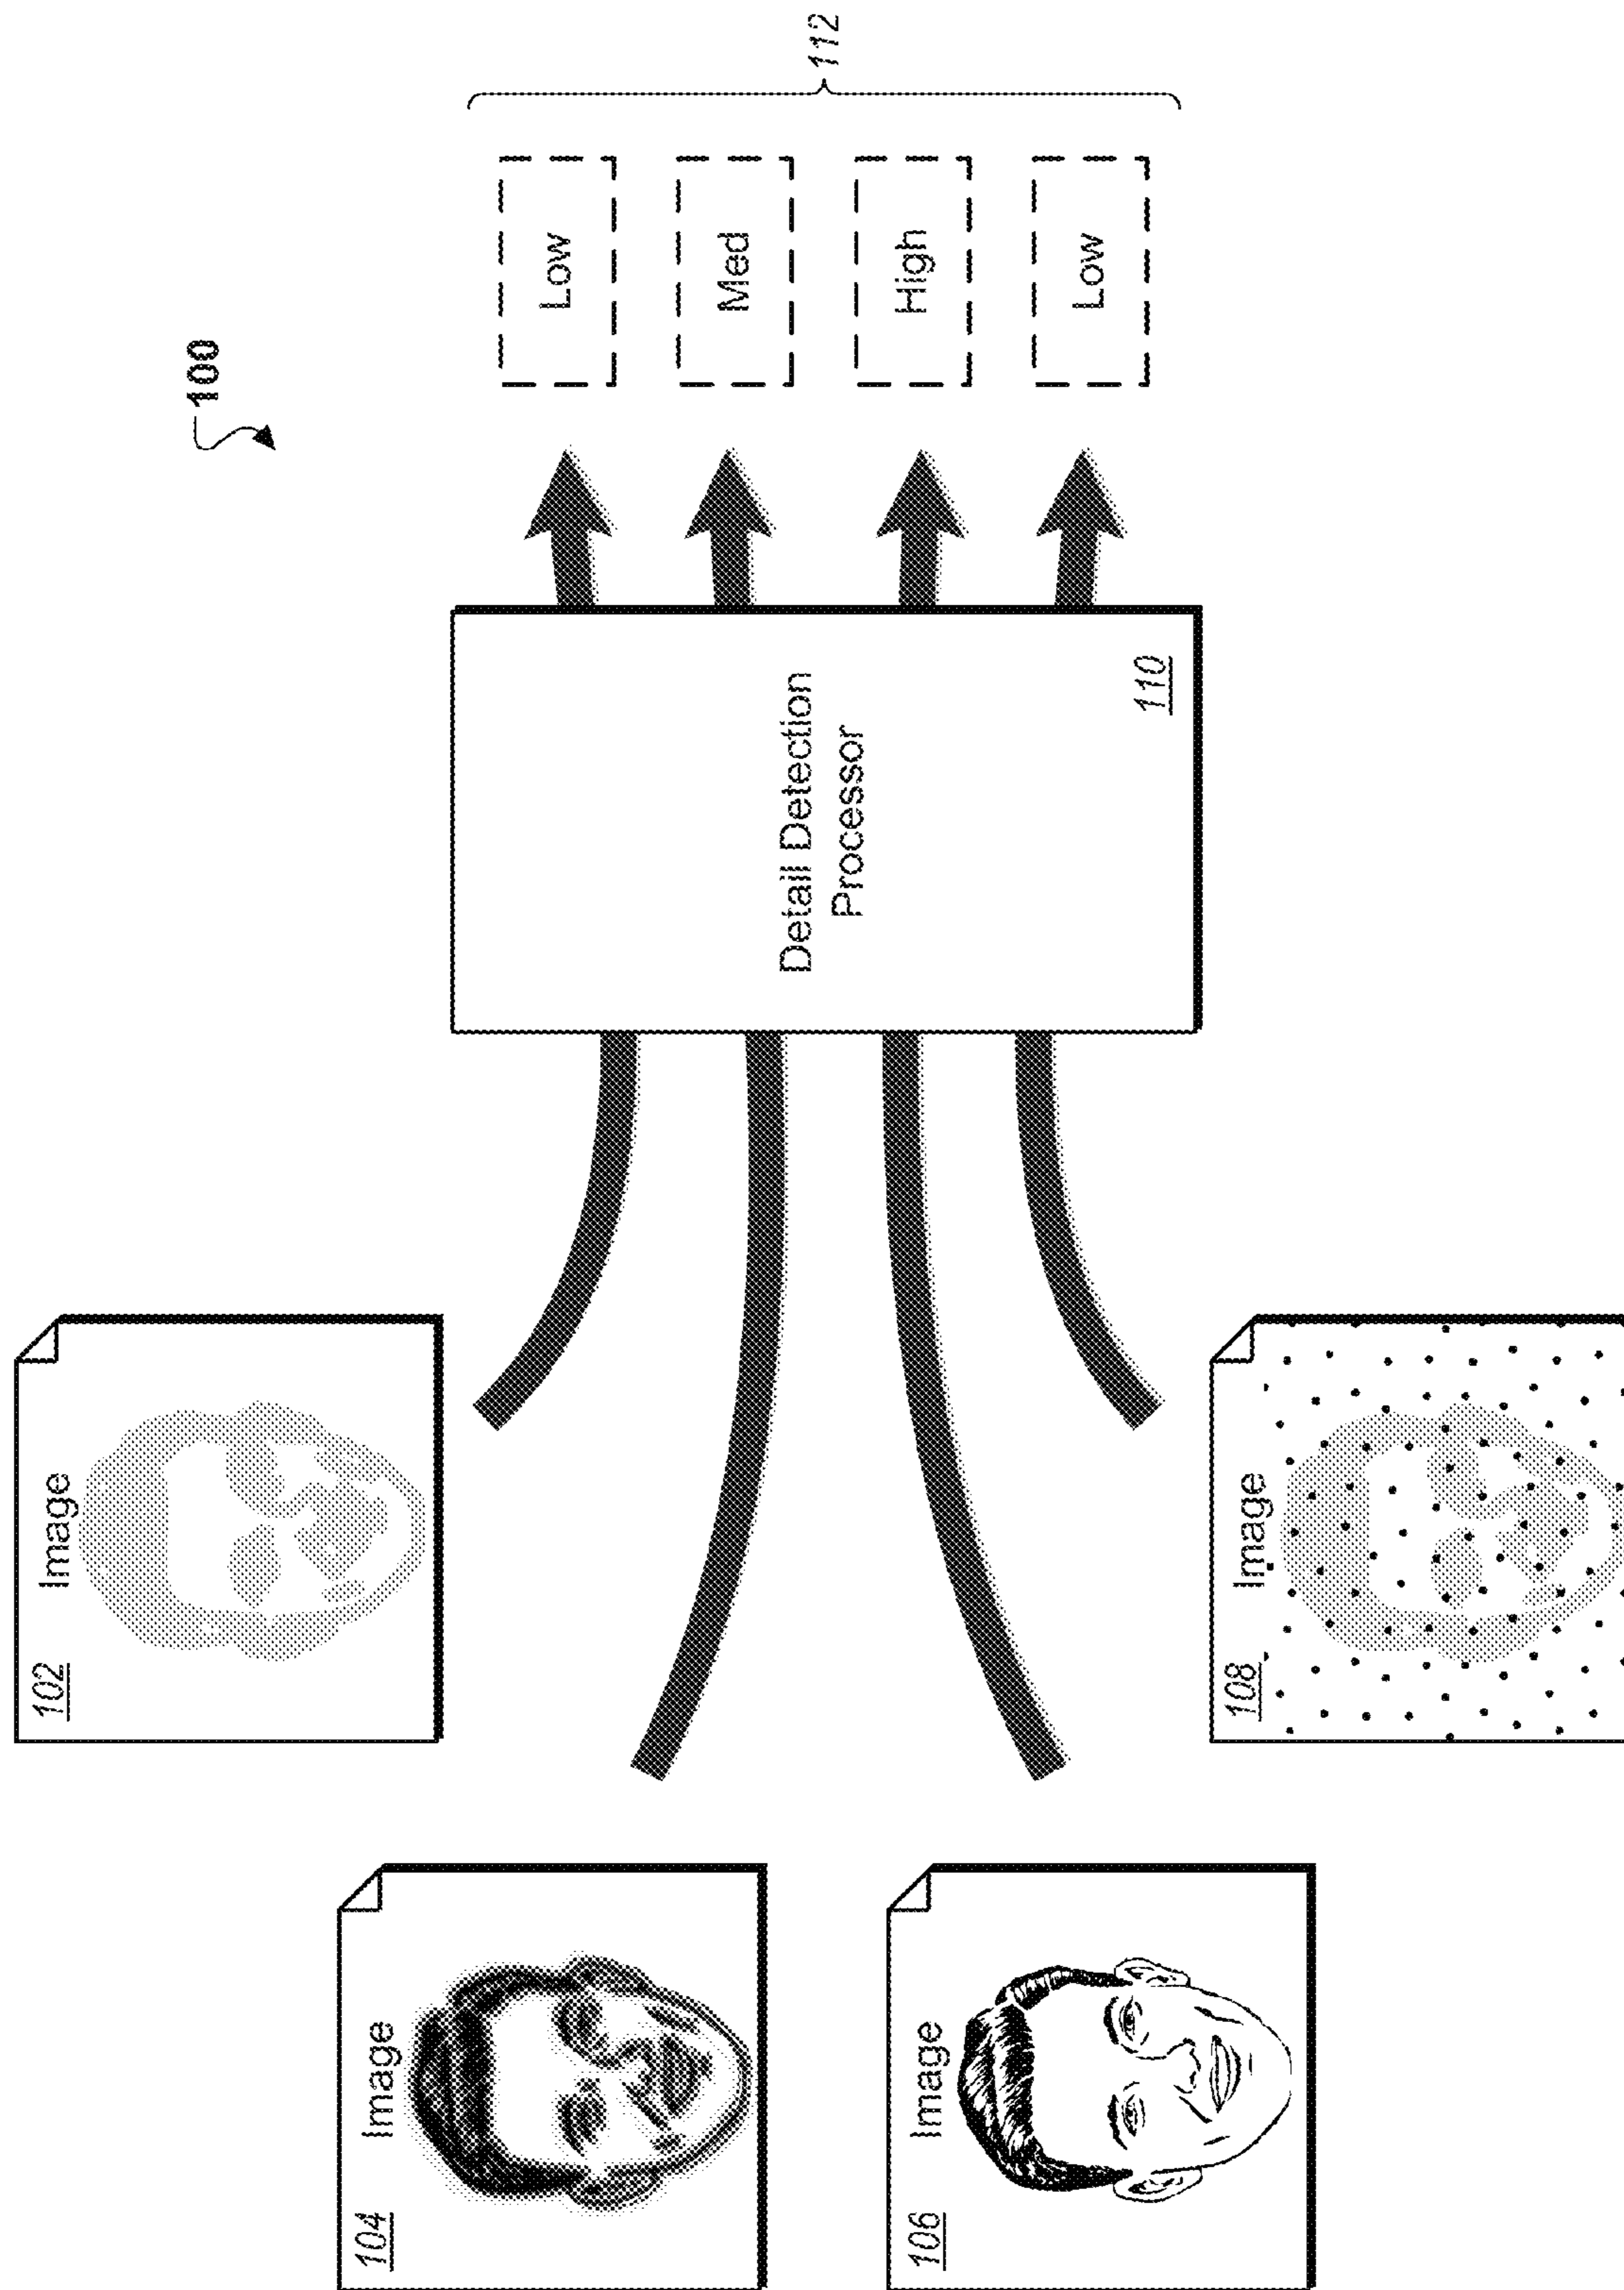 100
102
Image
104
Image
106
Image
108
Image
Detail Detection
Processor
110
Low
Med
High
Low
112